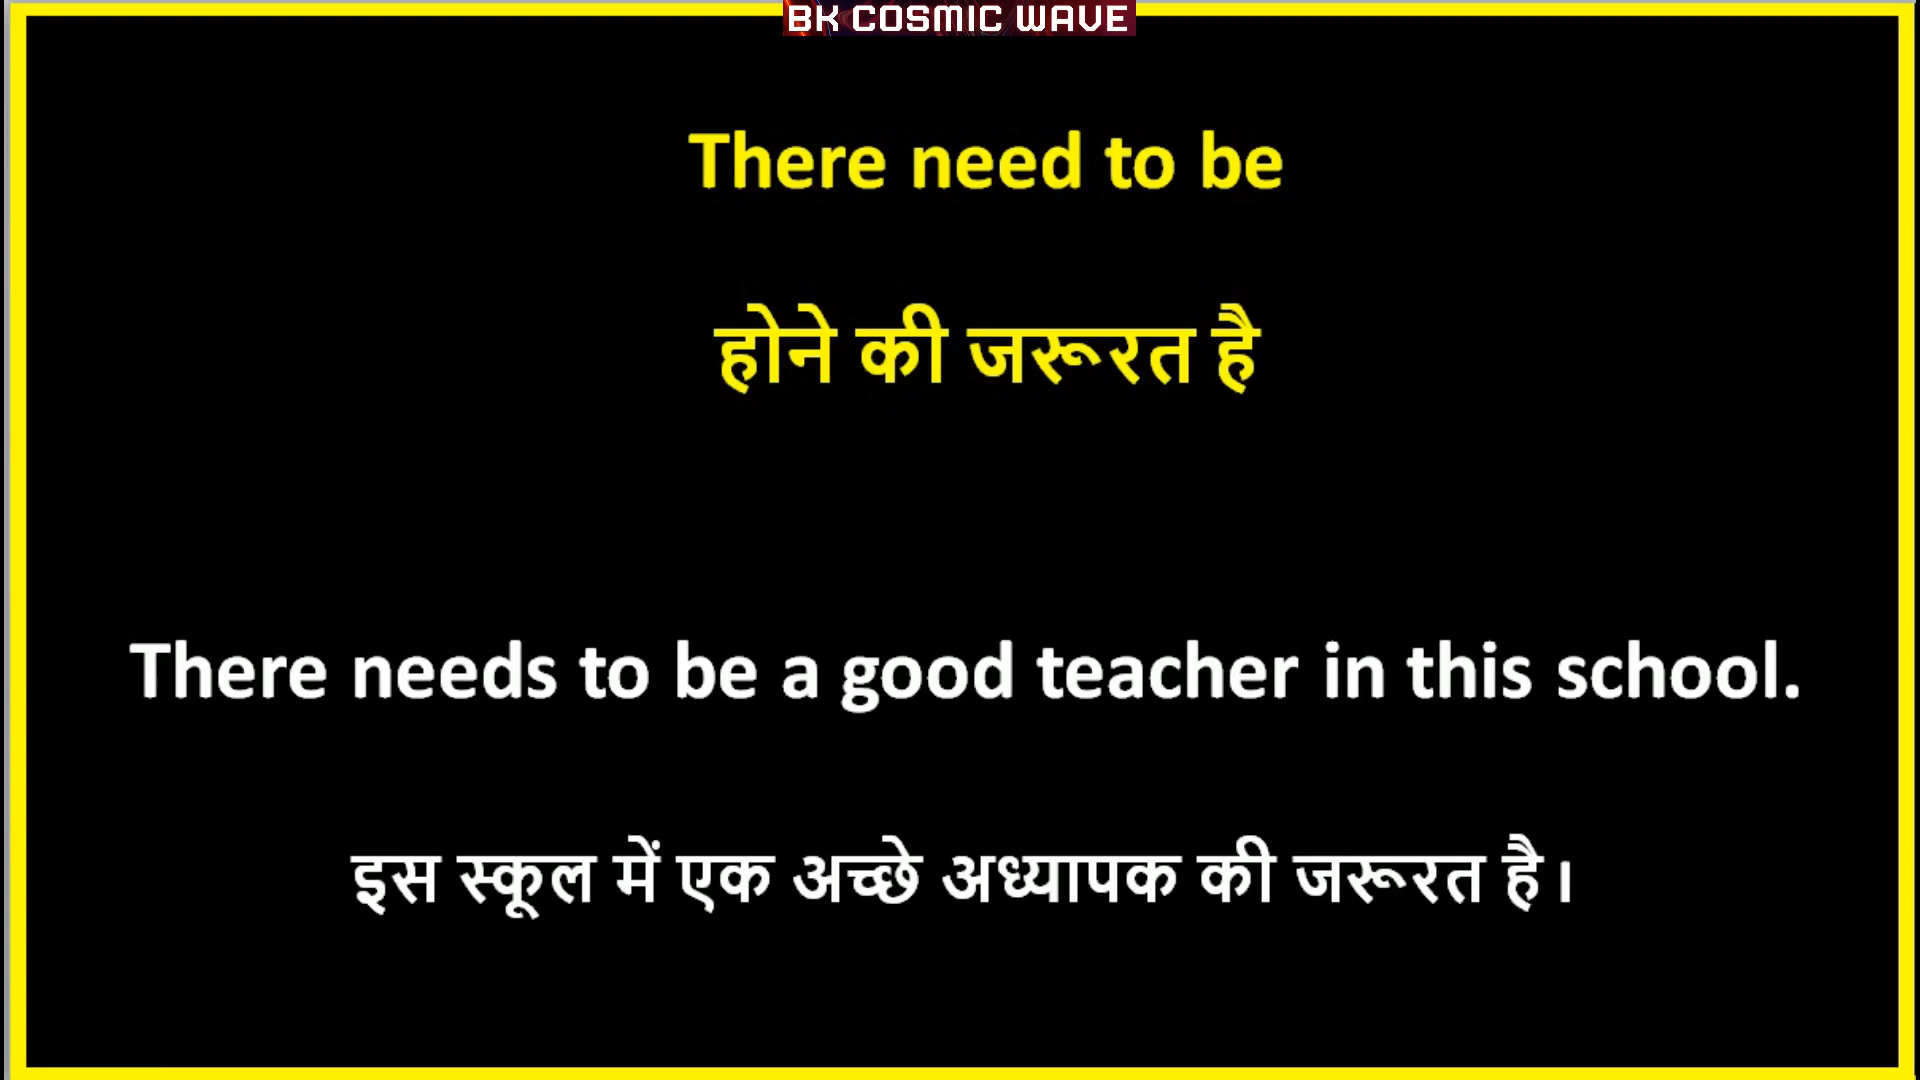 BK COSMIC WAVE
There need to be
होने की जरूरत है
There needs to be a good teacher in this school.
इस स्कूल में एक अच्छे अध्यापक की जरूरत है।